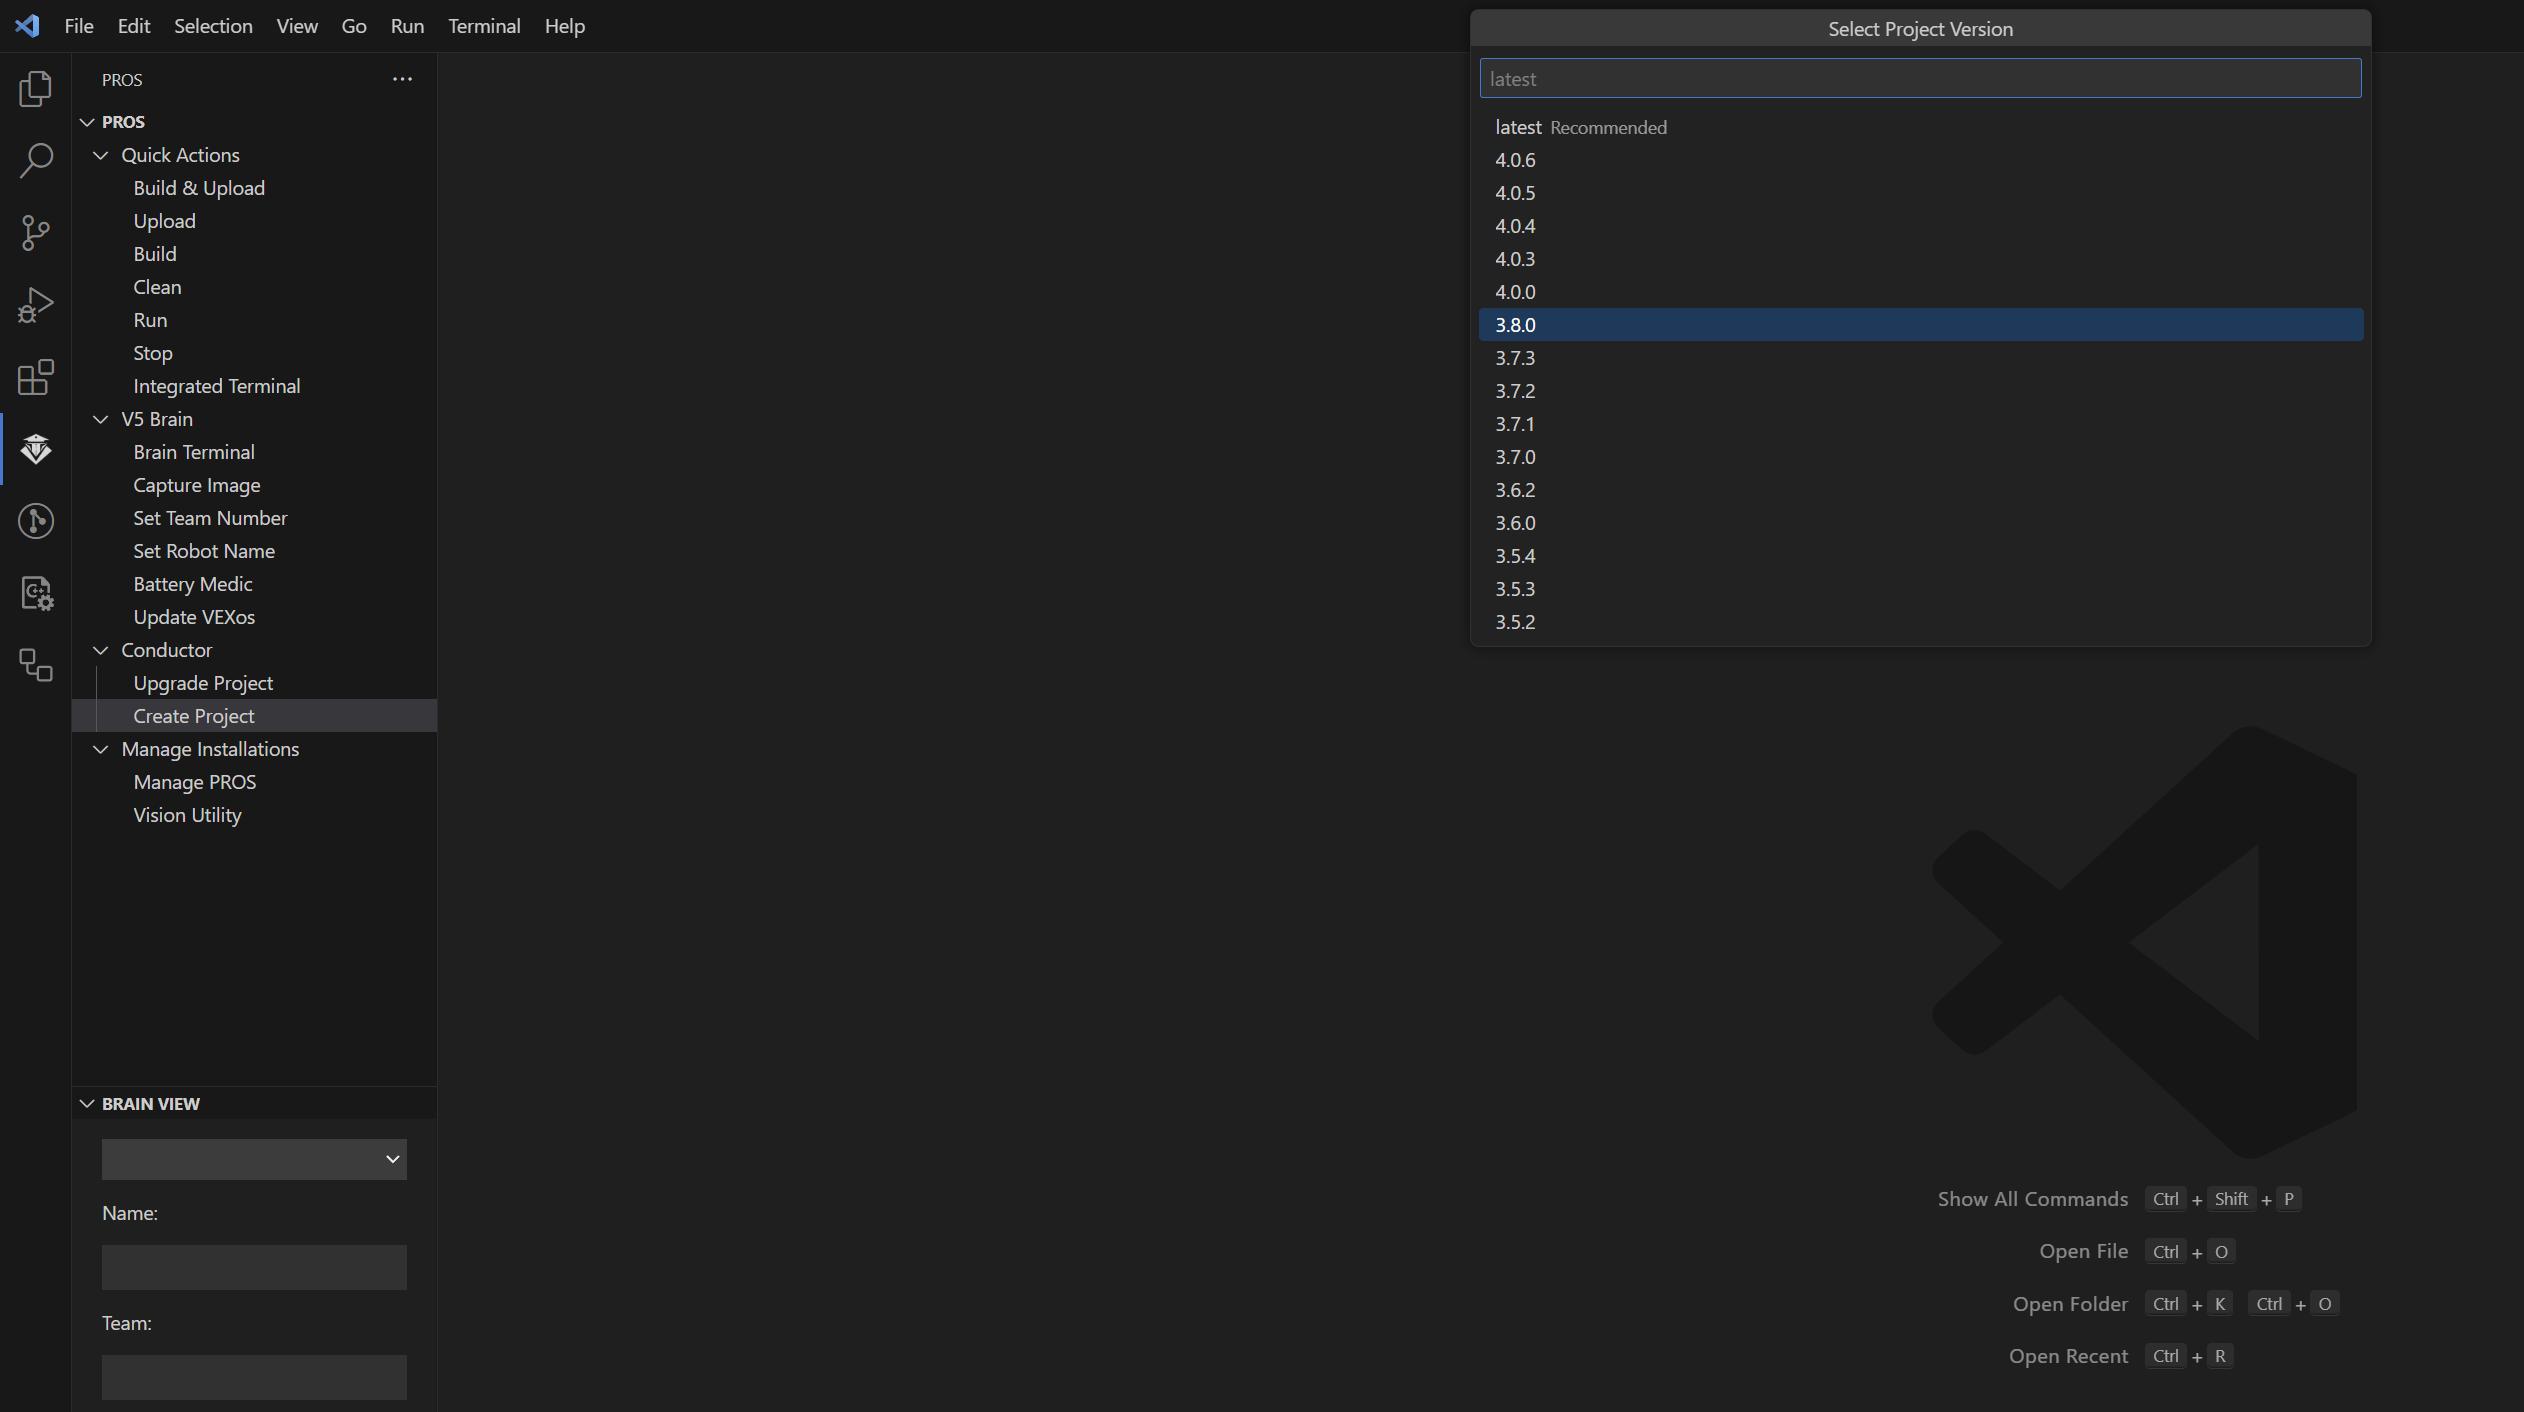 File Edit Selection View Go Run Terminal Help
PROS
PROS
Quick Actions
Build & Upload
Upload
Build
Clean
Run
Stop
Integrated Terminal
V5 Brain
Brain Terminal
Capture Image
Set Team Number
Set Robot Name
Battery Medic
Update VEXos
Conductor
Upgrade Project
Create Project
Manage Installations
Manage PROS
Vision Utility
BRAIN VIEW
Name:
Team:
Select Project Version
latest
latest Recommended
4.0.6
4.0.5
4.0.4
4.0.3
4.0.0
3.8.0
3.7.3
3.7.2
3.7.1
3.7.0
3.6.2
3.6.0
3.5.4
3.5.3
3.5.2
Show All Commands Ctrl + Shift + P
Open File Ctrl + O
Open Folder Ctrl + K Ctrl + O
Open Recent Ctrl + R